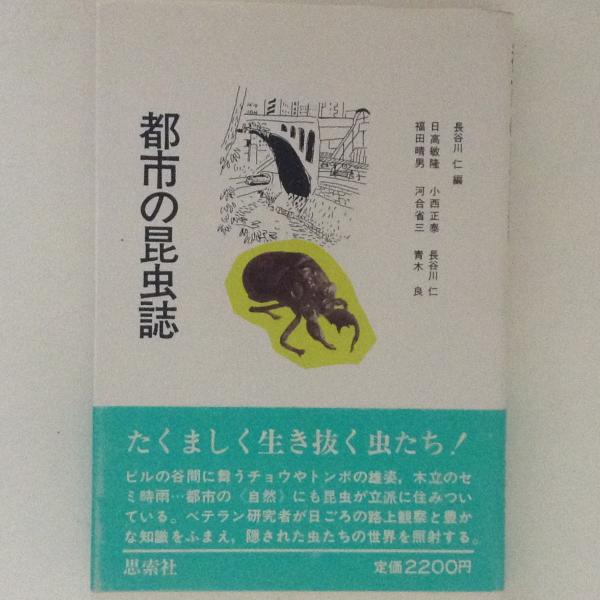 都市の昆虫誌
長谷川 仁 編
日高敏隆 小西正泰 長谷川 仁
福田晴男 河合省三 青木 良
たくましく生き抜く虫たち!
ビルの谷間に舞うチョウやトンボの雄姿，木立のセ
ミ時雨…都市の〈自然〉にも昆虫が立派に住みつい
ている。ベテラン研究者が日ごろの路上観察と豊か
な知識をふまえ，隠された虫たちの世界を照射する。
思索社
定価2200円